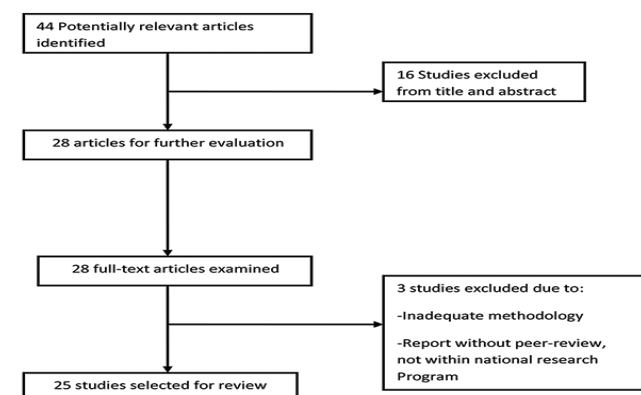 44 Potentially relevant articles
identified
16 Studies excluded
from title and abstract
28 articles for further evaluation
28 full-text articles examined
3 studies excluded due to:
-Inadequate methodology
-Report without peer-review,
not within national research
Program
25 studies selected for review